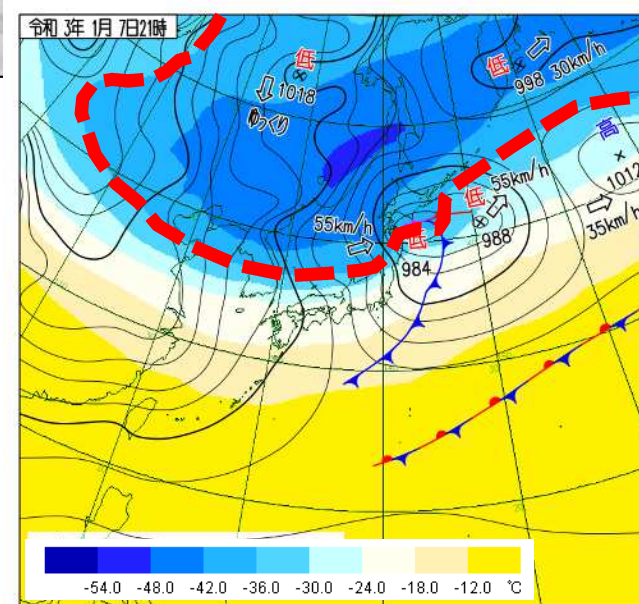 令和 3年 1月 7日21時
低
1018
ゆっくり
低
998 30km/h
高
1012
35km/h
低
55km/h
988
55km/h
低
984
-54.0 -48.0 -42.0 -36.0 -30.0 -24.0 -18.0 -12.0 ℃